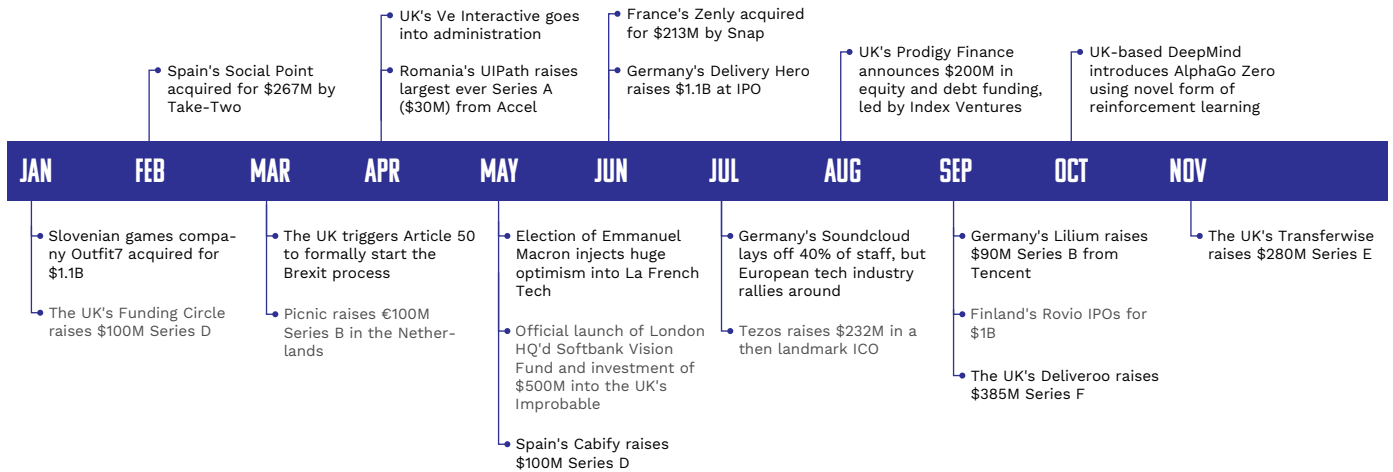 UK's Ve Interactive goes
into administration
Romania's UIPath raises
largest ever Series A
($30M) from Accel
France's Zenly acquired
for $213M by Snap
Germany's Delivery Hero
raises $1.1B at IPO
Spain's Social Point
acquired for $267M by
Take-Two
UK's Prodigy Finance
announces $200M in
equity and debt funding,
led by Index Ventures
UK-based DeepMind
introduces AlphaGo Zero
using novel form of
reinforcement learning
JAN FEB MAR APR MAY JUN JUL AUG SEP OCT NOV
Slovenian games compa-
ny Outfit7 acquired for
$1.1B
The UK's Funding Circle
raises $100M Series D
The UK triggers Article 50
to formally start the
Brexit process
Picnic raises €100M
Series B in the Nether-
lands
Election of Emmanuel
Macron injects huge
optimism into La French
Tech
Official launch of London
HQ'd Softbank Vision
Fund and investment of
$500M into the UK's
Improbable
Spain's Cabify raises
$100M Series D
Germany's Soundcloud
lays off 40% of staff, but
European tech industry
rallies around
Tezos raises $232M in a
then landmark ICO
Germany's Lilium raises
$90M Series B from
Tencent
Finland's Rovio IPOs for
$1B
The UK's Deliveroo raises
$385M Series F
The UK's Transferwise
raises $280M Series E